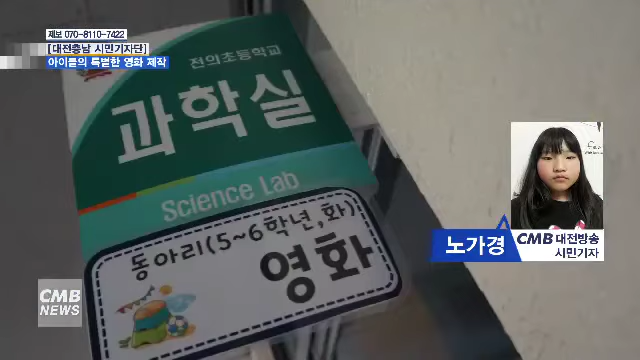 제보 070-8110-7422
[대전충남 시민기자단]
아이들의 특별한 영화 제작
전의초등학교
과학실
Science Lab
동아리(5~6학년,화)
영화
노가경
CMB 대전방송
시민기자
CMB
NEWS